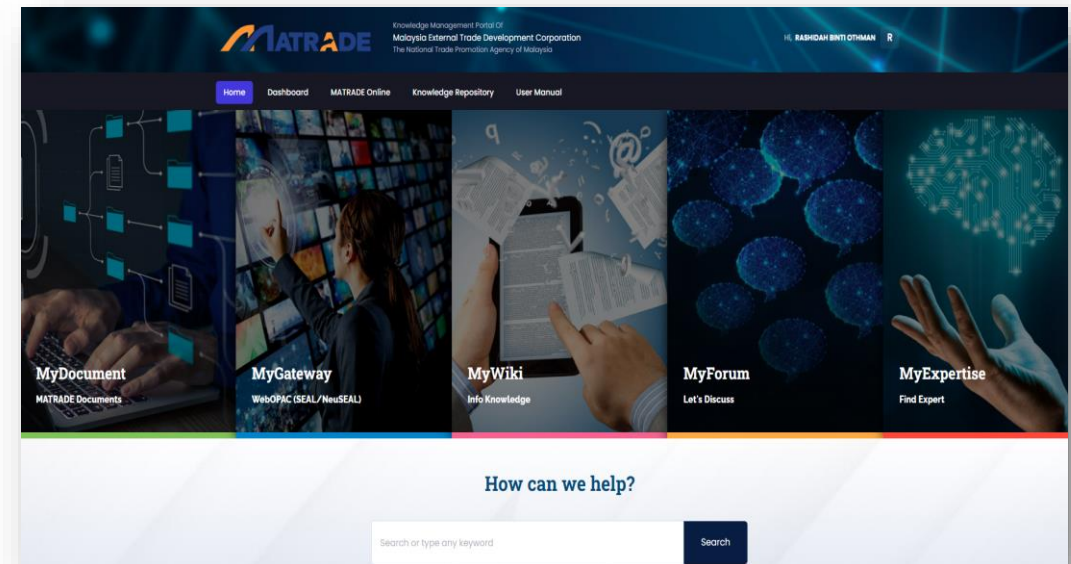 MATRADE
Knowledge Management Portal Of
Malaysia External Trade Development Corporation
The National Trade Promotion Agency of Malaysia
Hi, RASHIDAH BINTI OTHMAN R
Home Dashboard MATRADE Online Knowledge Repository User Manual
MyDocument
MATRADE Documents
MyGateway
WebOPAC (SEAL/NeuSEAL)
MyWiki
Info Knowledge
MyForum
Let's Discuss
MyExpertise
Find Expert
How can we help?
Search or type any keyword
Search